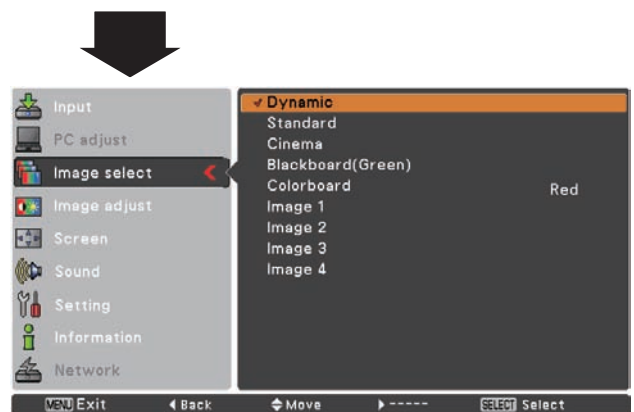 Input
PC adjust
Image select
Image adjust
Screen
Sound
Setting
Information
Network
Dynamic
Standard
Cinema
Blackboard(Green)
Colorboard Red
Image 1
Image 2
Image 3
Image 4
MENU Exit Back Move ----- SELECT Select